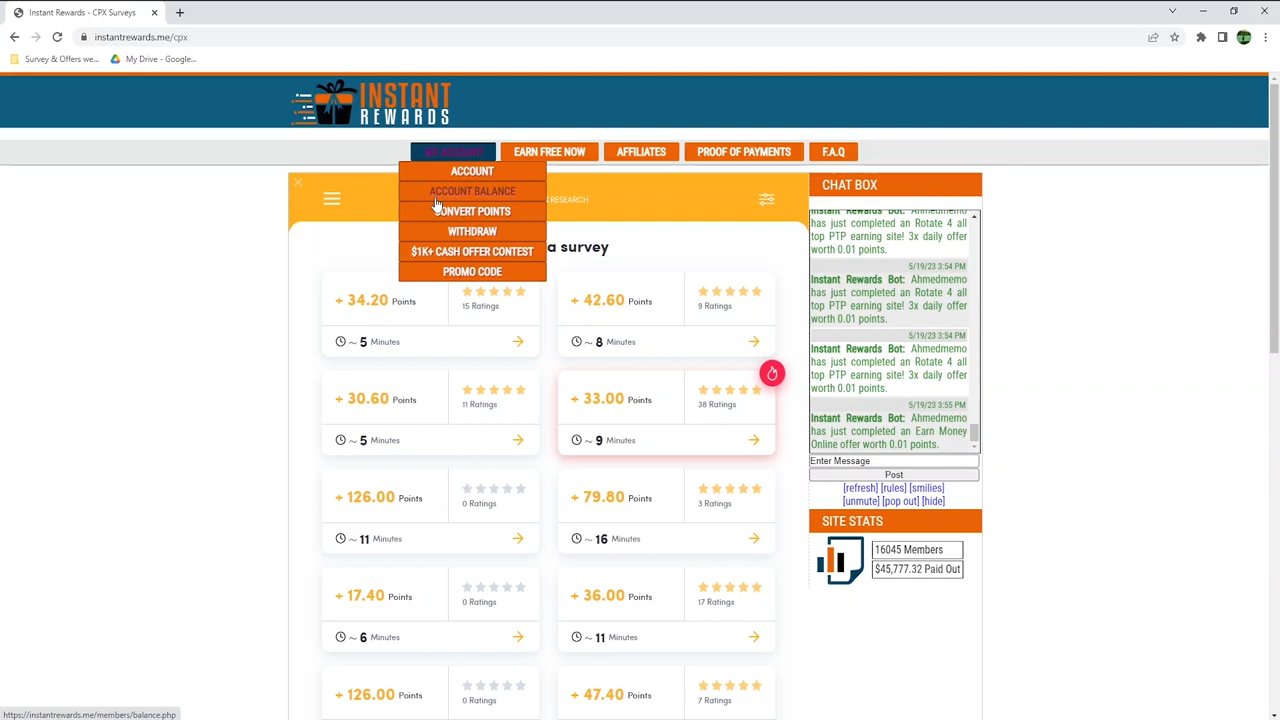 Instant Rewards - CPX Surveys
instantrewards.me/cpx
Survey & Offers we...
My Drive - Google...
INSTANT
REWARDS
MY ACCOUNT
EARN FREE NOW
AFFILIATES
PROOF OF PAYMENTS
F.A.Q
ACCOUNT
ACCOUNT BALANCE
CONVERT POINTS
WITHDRAW
$1K+ CASH OFFER CONTEST
PROMO CODE
RESEARCH
a survey
+ 34.20 Points
15 Ratings
~ 5 Minutes
+ 42.60 Points
9 Ratings
~ 8 Minutes
+ 30.60 Points
11 Ratings
~ 5 Minutes
+ 33.00 Points
38 Ratings
~ 9 Minutes
+ 126.00 Points
0 Ratings
~ 11 Minutes
+ 79.80 Points
3 Ratings
~ 16 Minutes
+ 17.40 Points
0 Ratings
~ 6 Minutes
+ 36.00 Points
17 Ratings
~ 11 Minutes
+ 126.00 Points
0 Ratings
+ 47.40 Points
7 Ratings
CHAT BOX
Instant Rewards Bot: Ahmedmemo
has just completed an Rotate 4 all
top PTP earning site! 3x daily offer
worth 0.01 points.
5/19/23 3:54 PM
Instant Rewards Bot: Ahmedmemo
has just completed an Rotate 4 all
top PTP earning site! 3x daily offer
worth 0.01 points.
5/19/23 3:54 PM
Instant Rewards Bot: Ahmedmemo
has just completed an Rotate 4 all
top PTP earning site! 3x daily offer
worth 0.01 points.
5/19/23 3:55 PM
Instant Rewards Bot: Ahmedmemo
has just completed an Earn Money
Online offer worth 0.01 points.
Enter Message
Post
[refresh] [rules] [smilies]
[unmute] [pop out] [hide]
SITE STATS
16045 Members
$45,777.32 Paid Out
https://instantrewards.me/members/balance.php